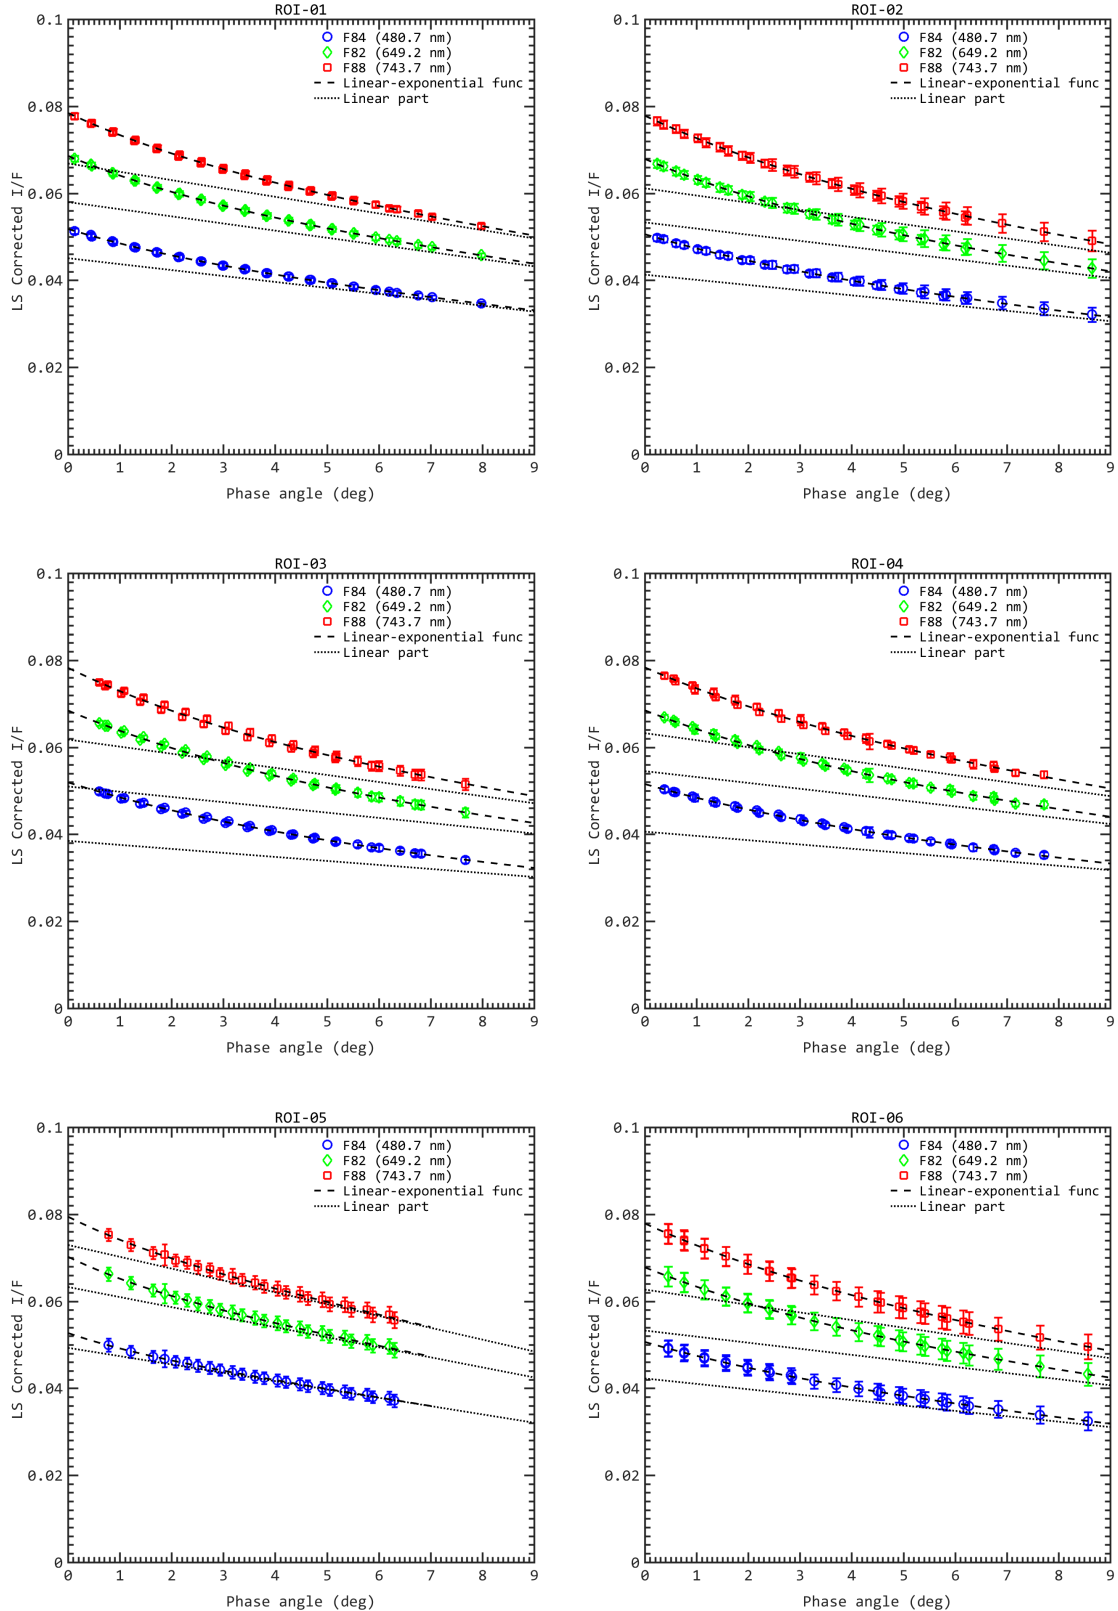 ROI-01
F84 (480.7 nm)
F82 (649.2 nm)
F88 (743.7 nm)
Linear-exponential func
Linear part
LS Corrected I/F
0.1
0.08
0.06
0.04
0.02
0
0 1 2 3 4 5 6 7 8 9
Phase angle (deg)
ROI-02
F84 (480.7 nm)
F82 (649.2 nm)
F88 (743.7 nm)
Linear-exponential func
Linear part
LS Corrected I/F
0.1
0.08
0.06
0.04
0.02
0
0 1 2 3 4 5 6 7 8 9
Phase angle (deg)
ROI-03
F84 (480.7 nm)
F82 (649.2 nm)
F88 (743.7 nm)
Linear-exponential func
Linear part
LS Corrected I/F
0.1
0.08
0.06
0.04
0.02
0
0 1 2 3 4 5 6 7 8 9
Phase angle (deg)
ROI-04
F84 (480.7 nm)
F82 (649.2 nm)
F88 (743.7 nm)
Linear-exponential func
Linear part
LS Corrected I/F
0.1
0.08
0.06
0.04
0.02
0
0 1 2 3 4 5 6 7 8 9
Phase angle (deg)
ROI-05
F84 (480.7 nm)
F82 (649.2 nm)
F88 (743.7 nm)
Linear-exponential func
Linear part
LS Corrected I/F
0.1
0.08
0.06
0.04
0.02
0
0 1 2 3 4 5 6 7 8 9
Phase angle (deg)
ROI-06
F84 (480.7 nm)
F82 (649.2 nm)
F88 (743.7 nm)
Linear-exponential func
Linear part
LS Corrected I/F
0.1
0.08
0.06
0.04
0.02
0
0 1 2 3 4 5 6 7 8 9
Phase angle (deg)